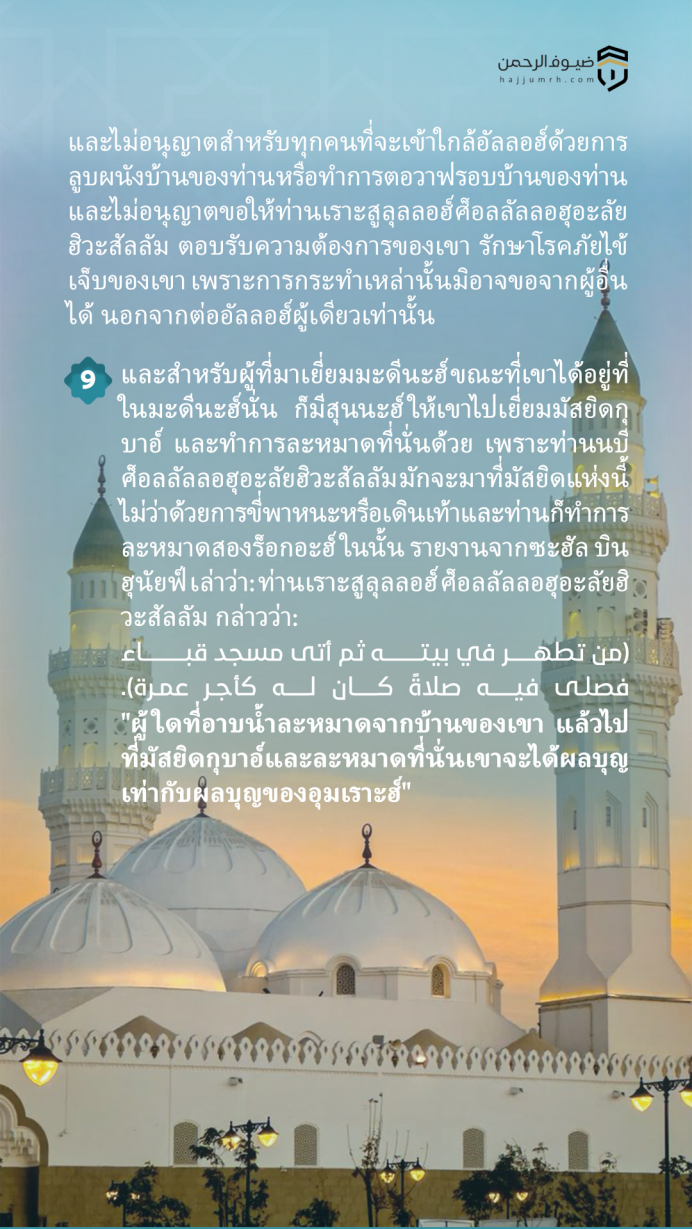 ضيوف الرحمن
hajjumrh.com
และไม่อนุญาตสำหรับทุกคนที่จะเข้าใกล้อัลลอฮ์ด้วยการ
ลูบผนังบ้านของท่านหรือทำการตอวาฟรอบบ้านของท่าน
และไม่อนุญาตขอให้ท่านเราะสูลุลลอฮ์ศ็อลลัลลอฮุอะลัย
ฮิวะสัลลัม ตอบรับความต้องการของเขา รักษาโรคภัยไข้
เจ็บของเขา เพราะการกระทำเหล่านั้นมิอาจขอจากผู้อื่น
ได้ นอกจากต่ออัลลอฮ์ผู้เดียวเท่านั้น
9 และสำหรับผู้ที่มาเยี่ยมมะดีนะฮ์ขณะที่เขาได้อยู่ที่
ในมะดีนะฮ์นั่น ก็มีสุนนะฮ์ให้เขาไปเยี่ยมมัสยิดกุ
บาอ์ และทำการละหมาดที่นั่นด้วย เพราะท่านนบี
ศ็อลลัลลอฮุอะลัยฮิวะสัลลัมมักจะมาที่มัสยิดแห่งนี้
ไม่ว่าด้วยการขี่พาหนะหรือเดินเท้าและท่านก็ทำการ
ละหมาดสองร็อกอะฮ์ในนั้น รายงานจากซะฮัล บิน
ฮุนัยฟ์ เล่าว่า: ท่านเราะสูลุลลอฮ์ ศ็อลลัลลอฮุอะลัยฮิ
วะสัลลัม กล่าวว่า:
(من تطهـــر في بيتـــــه ثم أتى مسجد قبـــــاء
فصلى فيـــه صلاةً كـــان لـــه كأجر عمرة).
"ผู้ใดที่อาบน้ำละหมาดจากบ้านของเขา แล้วไป
ที่มัสยิดกุบาอ์และละหมาดที่นั่นเขาจะได้ผลบุญ
เท่ากับผลบุญของอุมเราะฮ์"